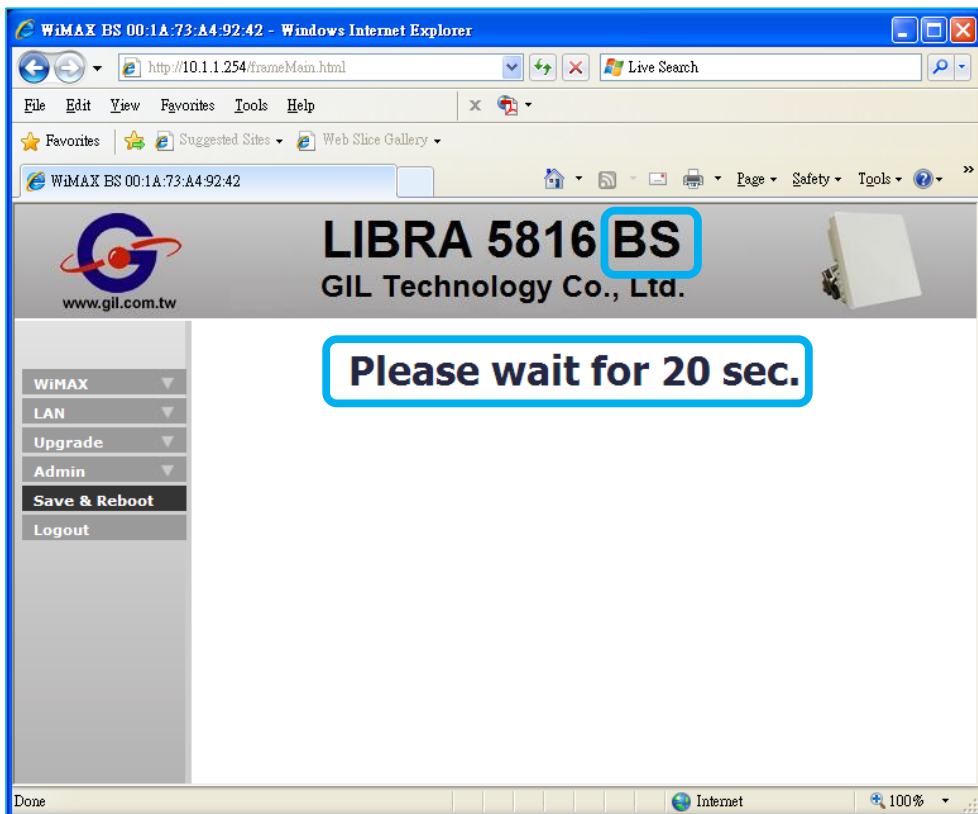 WiMAX BS 00:1A:73:A4:92:42 - Windows Internet Explorer
http://10.1.1.254/frameMain.html
Live Search
File Edit View Favorites Tools Help
x
Favorites Suggested Sites Web Slice Gallery
WiMAX BS 00:1A:73:A4:92:42
Page Safety Tools »
LIBRA 5816 BS
GIL Technology Co., Ltd.
www.gil.com.tw
Please wait for 20 sec.
WiMAX
LAN
Upgrade
Admin
Save & Reboot
Logout
Done Internet 100%